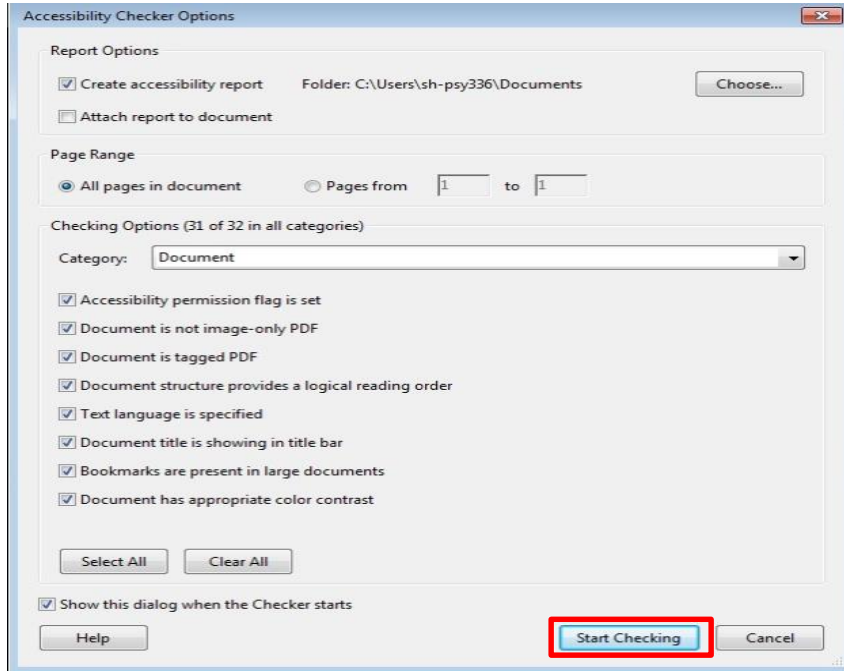 Accessibility Checker Options
Report Options
Create accessibility report Folder: C:\Users\sh-psy336\Documents Choose...
Attach report to document
Page Range
All pages in document Pages from 1 to 1
Checking Options (31 of 32 in all categories)
Category: Document
Accessibility permission flag is set
Document is not image-only PDF
Document is tagged PDF
Document structure provides a logical reading order
Text language is specified
Document title is showing in title bar
Bookmarks are present in large documents
Document has appropriate color contrast
Select All Clear All
Show this dialog when the Checker starts
Help Start Checking Cancel